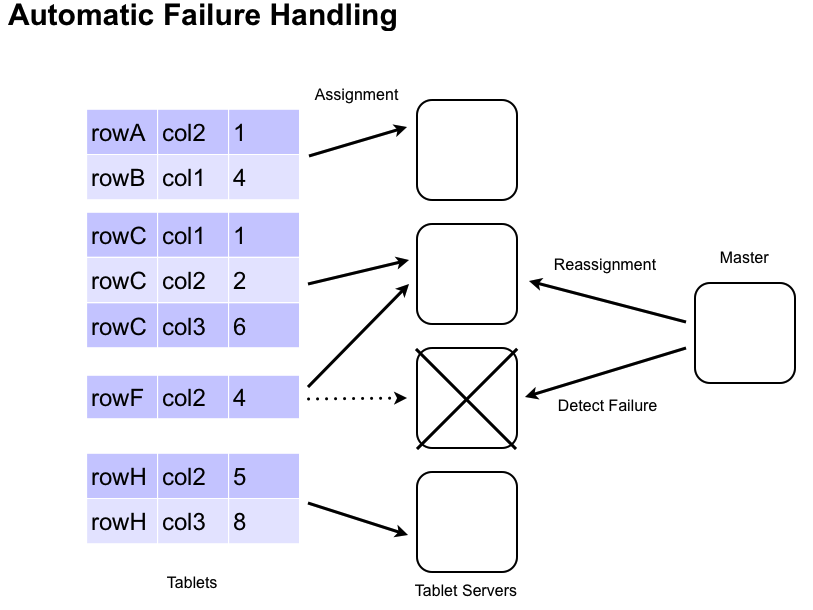 Automatic Failure Handling
Assignment
rowA col2 1
rowB col1 4
rowC col1 1
rowC col2 2
rowC col3 6
Reassignment
Master
rowF col2 4
Detect Failure
rowH col2 5
rowH col3 8
Tablets
Tablet Servers